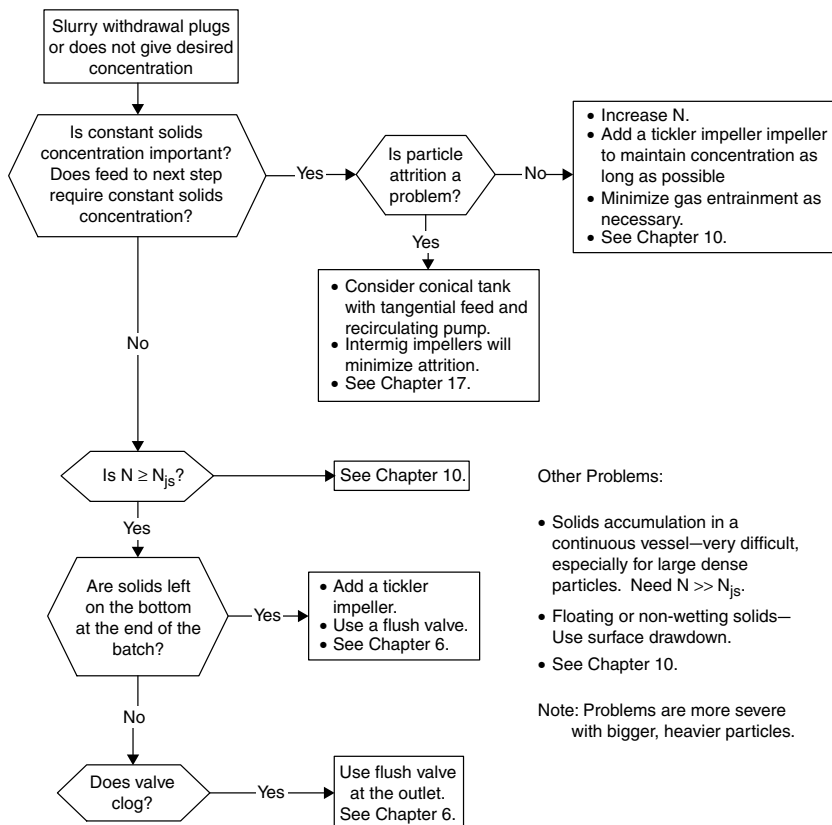 Slurry withdrawal plugs
or does not give desired
concentration
Is constant solids
concentration important?
Does feed to next step
require constant solids
concentration?
Yes
Is particle
attrition a
problem?
No
• Increase N.
• Add a tickler impeller impeller
to maintain concentration as
long as possible
• Minimize gas entrainment as
necessary.
• See Chapter 10.
Yes
• Consider conical tank
with tangential feed and
recirculating pump.
• Intermig impellers will
minimize attrition.
• See Chapter 17.
No
Is N ≥ Njs?
See Chapter 10.
Yes
Are solids left
on the bottom
at the end of the
batch?
Yes
• Add a tickler
impeller.
• Use a flush valve.
• See Chapter 6.
No
Does valve
clog?
Yes
Use flush valve
at the outlet.
See Chapter 6.
Other Problems:
• Solids accumulation in a
continuous vessel—very difficult,
especially for large dense
particles. Need N >> Njs.
• Floating or non-wetting solids—
Use surface drawdown.
• See Chapter 10.
Note: Problems are more severe
with bigger, heavier particles.